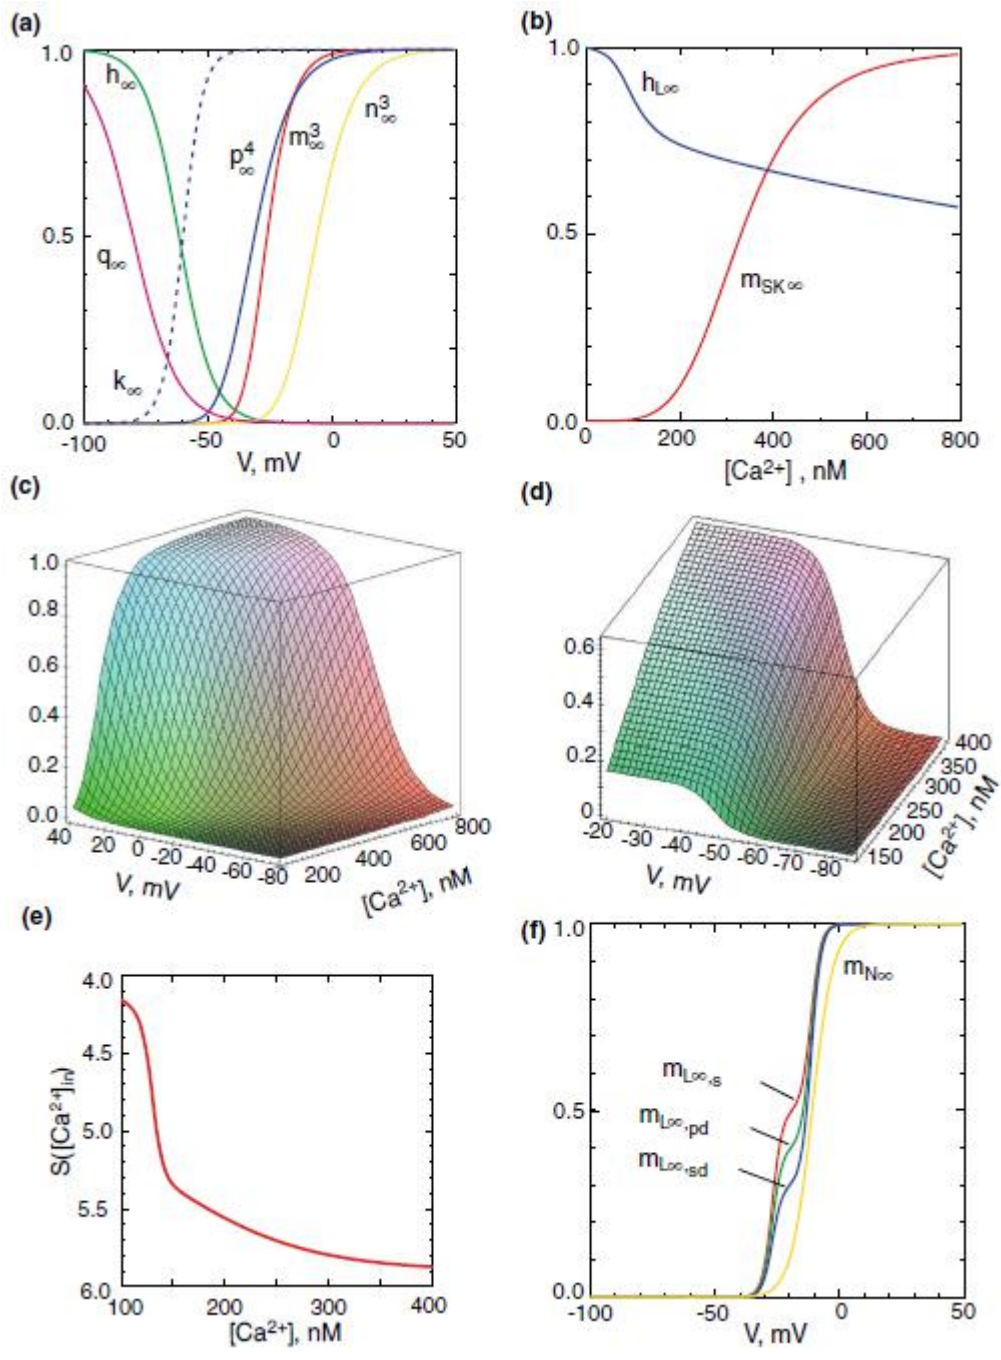 (a)
1.0
0.5
0.0
h∞
q∞
k∞
p⁴∞
m³∞
n³∞
-100
-50
0
50
V, mV
(b)
1.0
0.5
0.0
hL∞
mSK∞
0
200
400
600
800
[Ca²⁺] , nM
(c)
1.0
0.8
0.6
0.4
0.2
0.0
40
20
0
-20
-40
-60
-80
V, mV
200
400
600
800
[Ca²⁺], nM
(d)
0.6
0.4
0.2
0
-20
-30
-40
-50
-60
-70
-80
V, mV
150
200
250
300
350
400
[Ca²⁺], nM
(e)
4.0
4.5
5.0
5.5
6.0
S([Ca²⁺]in)
100
200
300
400
[Ca²⁺], nM
(f)
1.0
0.5
0.0
mN∞
mL∞,s
mL∞,pd
mL∞,sd
-100
-50
0
50
V, mV